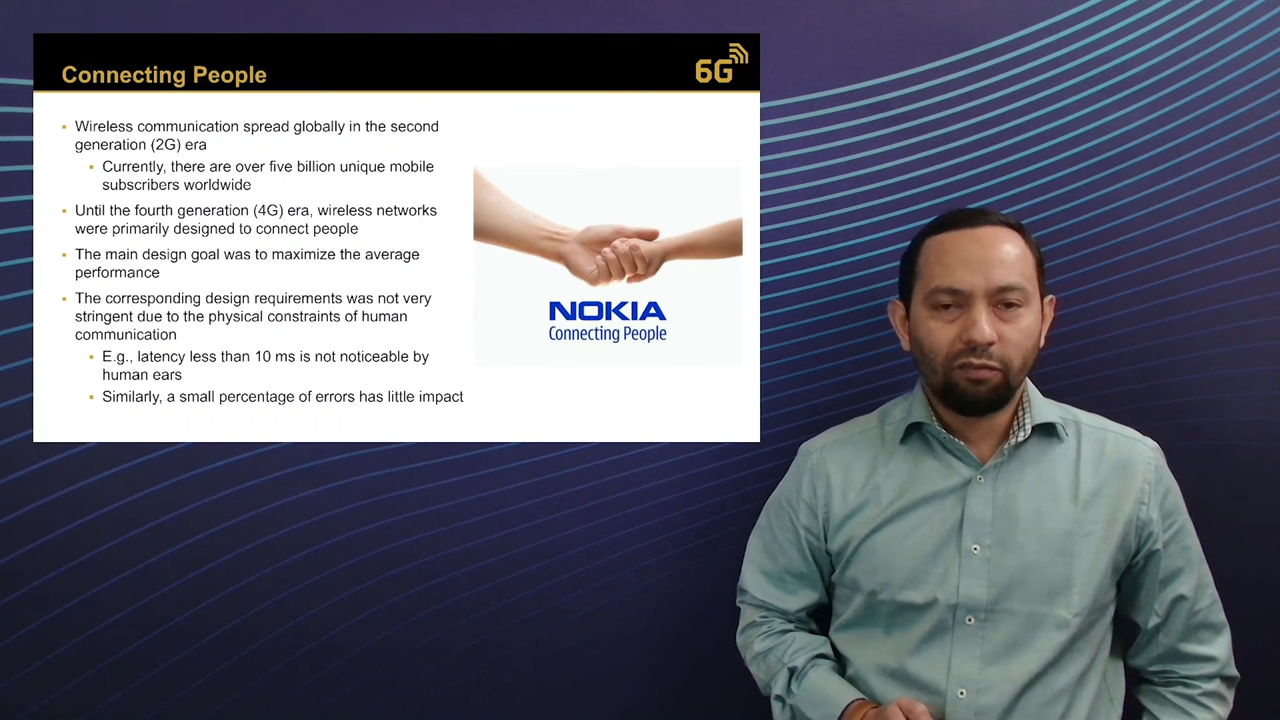 Connecting People
6G
Wireless communication spread globally in the second
generation (2G) era
Currently, there are over five billion unique mobile
subscribers worldwide
Until the fourth generation (4G) era, wireless networks
were primarily designed to connect people
The main design goal was to maximize the average
performance
The corresponding design requirements was not very
stringent due to the physical constraints of human
communication
E.g., latency less than 10 ms is not noticeable by
human ears
Similarly, a small percentage of errors has little impact
NOKIA
Connecting People